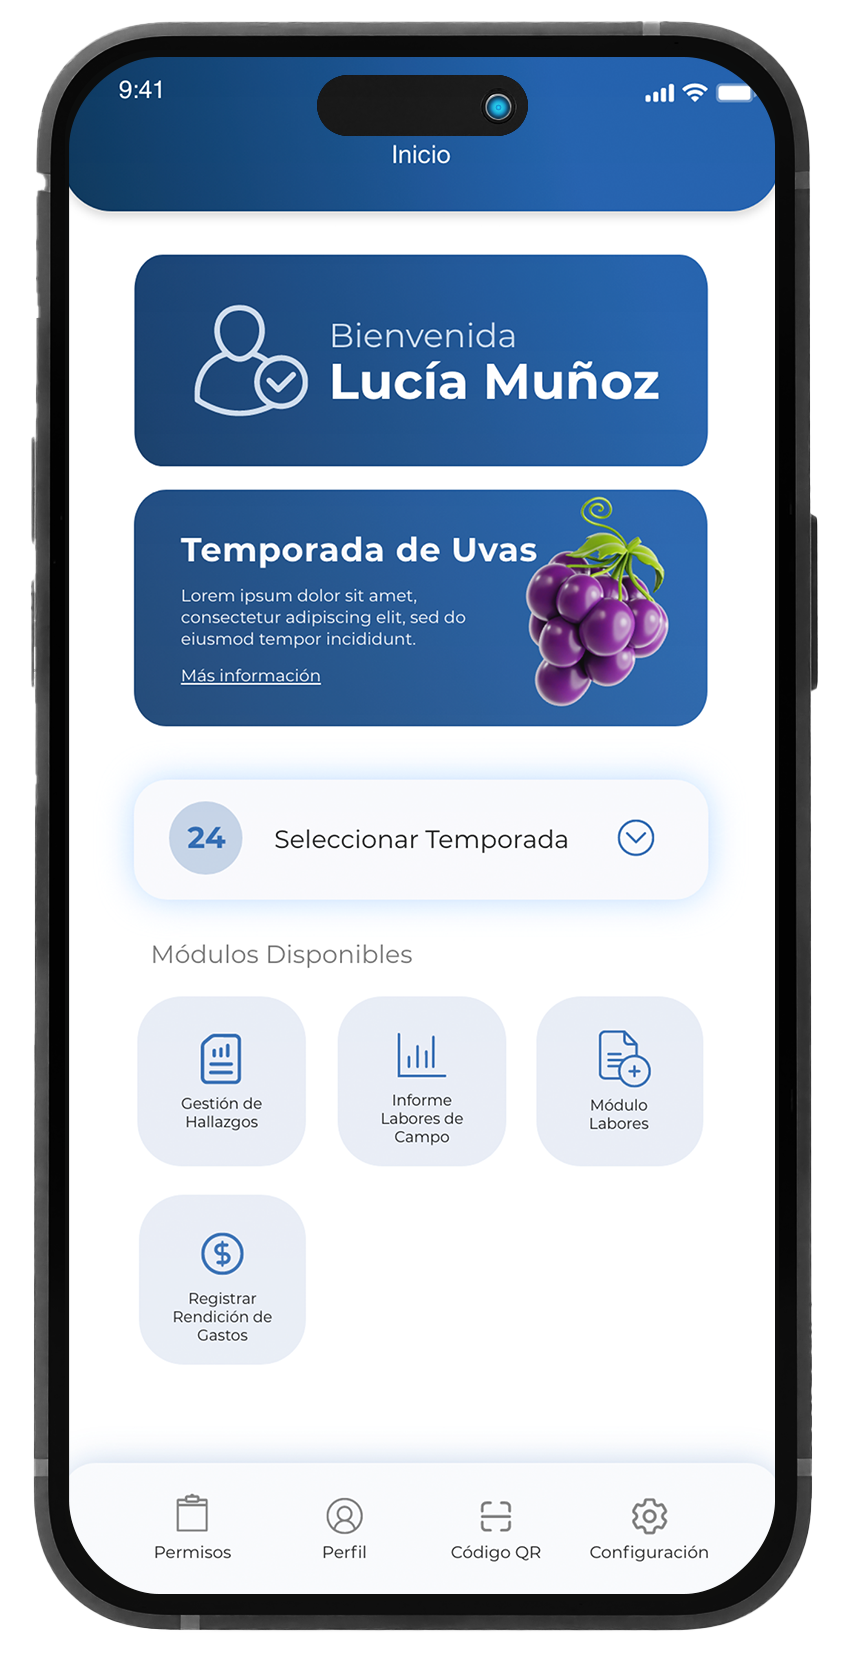 9:41
Inicio
Bienvenida
Lucía Muñoz
Temporada de Uvas
Lorem ipsum dolor sit amet,
consectetur adipiscing elit, sed do
eiusmod tempor incididunt.
Más información
24 Seleccionar Temporada
Módulos Disponibles
Gestión de
Hallazgos
Informe
Labores de
Campo
Módulo
Labores
Registrar
Rendición de
Gastos
Permisos
Perfil
Código QR
Configuración